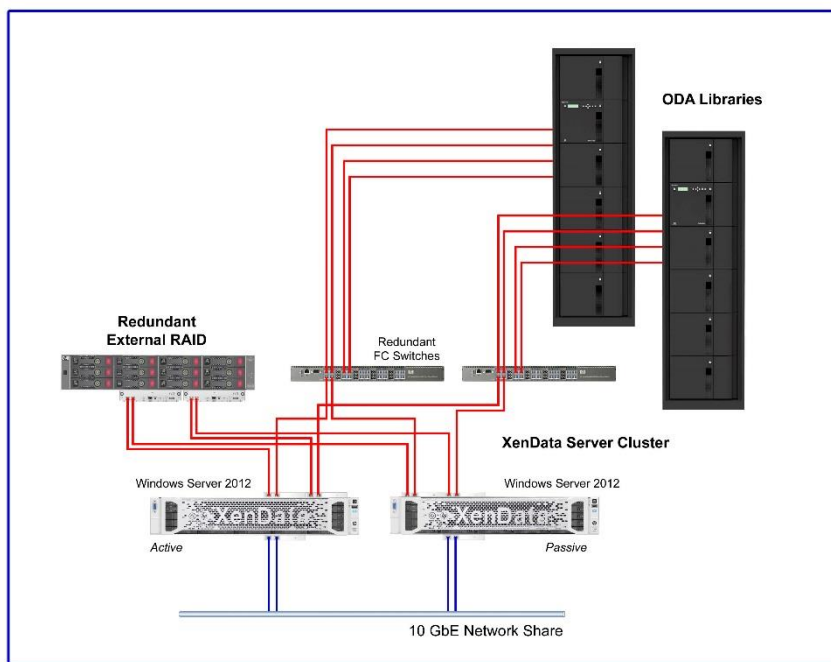 ODA Libraries
Redundant
External RAID
Redundant
FC Switches
XenData Server Cluster
Windows Server 2012
Windows Server 2012
XenData
XenData
Active
Passive
10 GbE Network Share